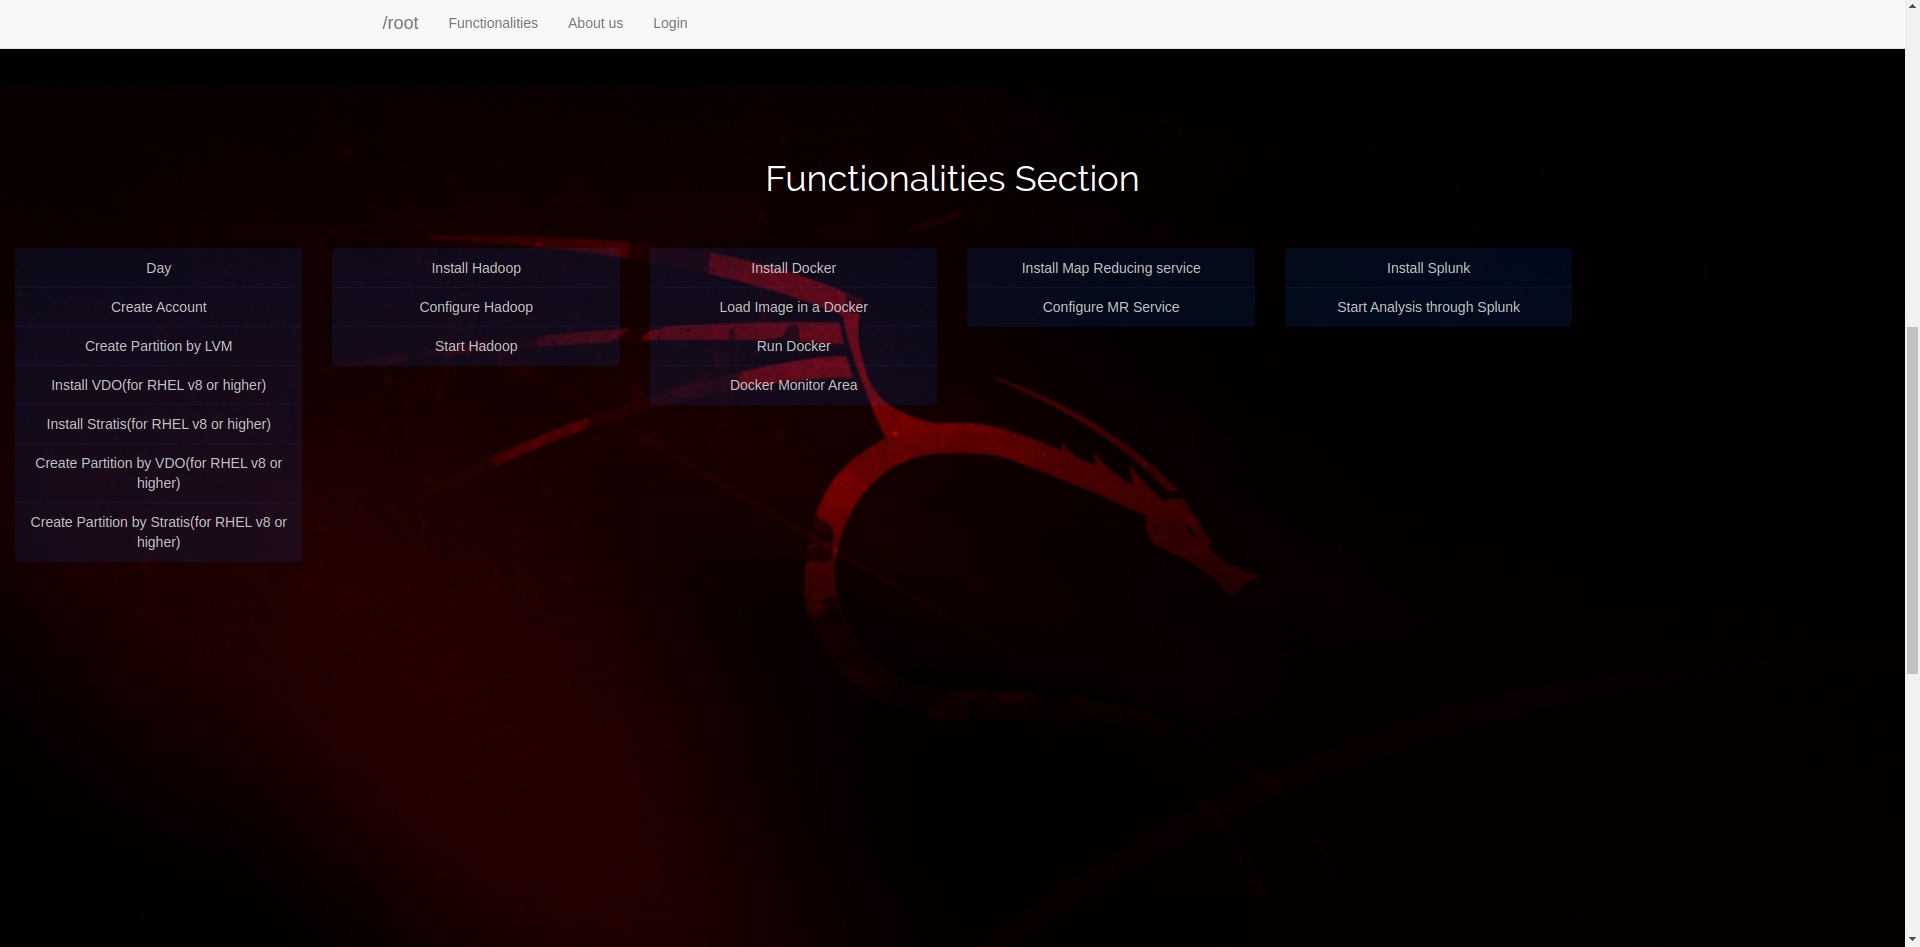 /root
Functionalities
About us
Login
Functionalities Section
Day
Create Account
Create Partition by LVM
Install VDO(for RHEL v8 or higher)
Install Stratis(for RHEL v8 or higher)
Create Partition by VDO(for RHEL v8 or
higher)
Create Partition by Stratis(for RHEL v8 or
higher)
Install Hadoop
Configure Hadoop
Start Hadoop
Install Docker
Load Image in a Docker
Run Docker
Docker Monitor Area
Install Map Reducing service
Configure MR Service
Install Splunk
Start Analysis through Splunk